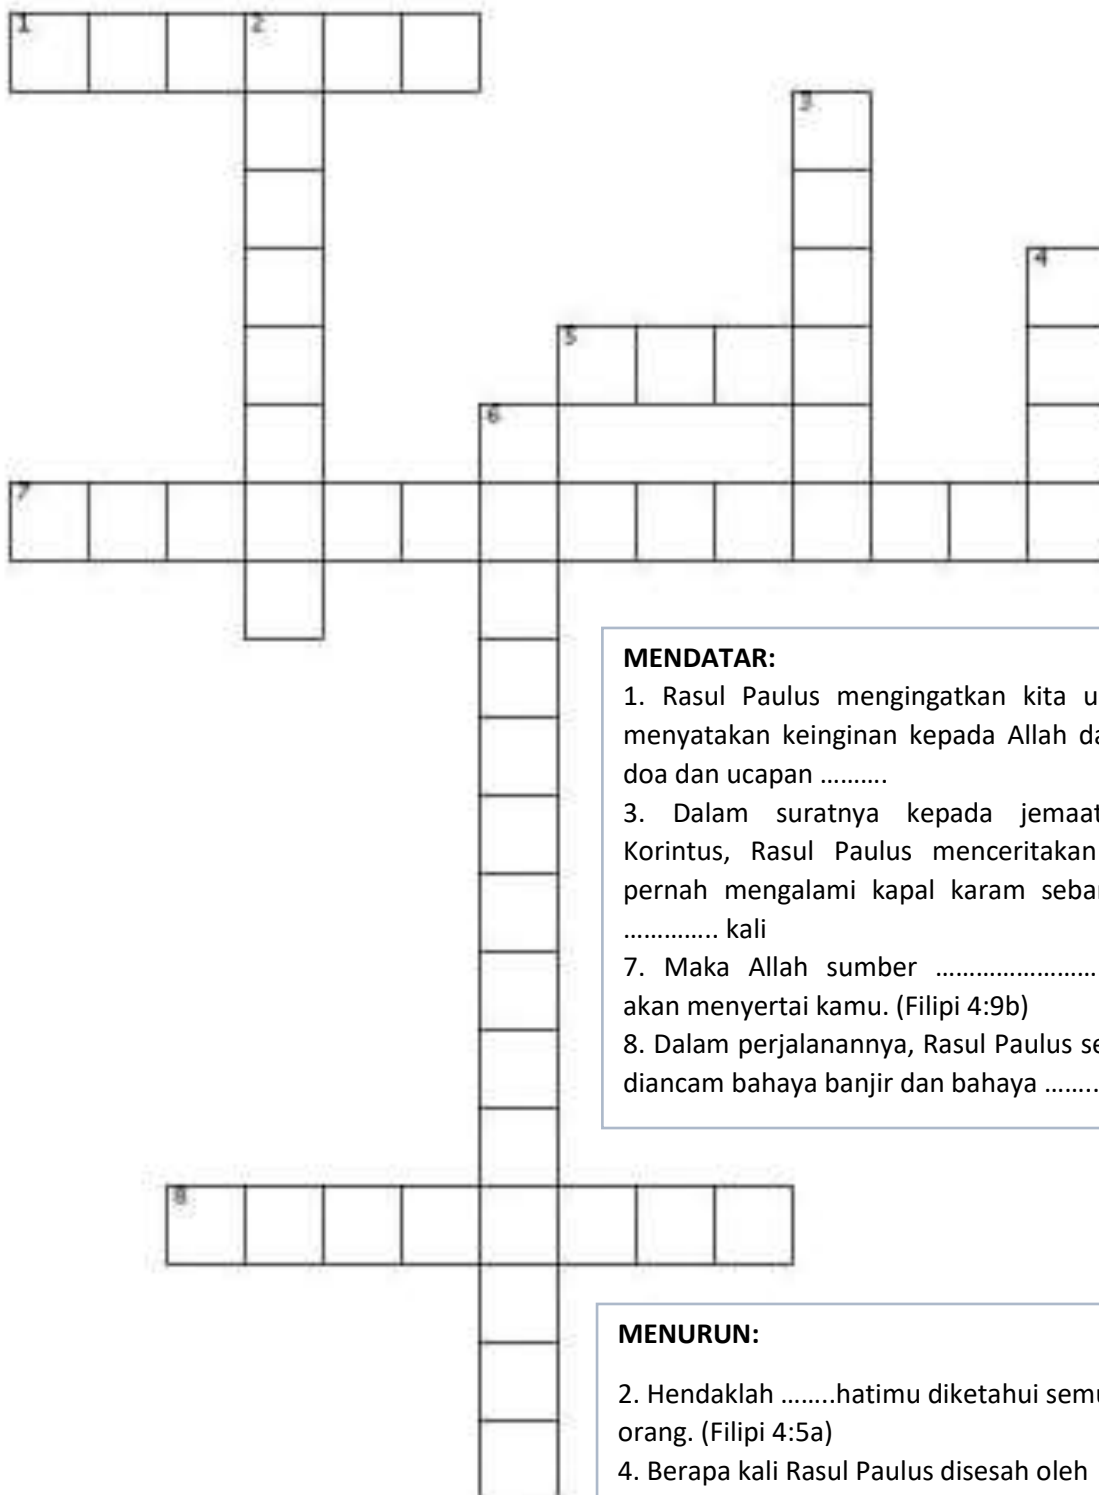 1
2
3
4
5
6
7
8
MENDATAR:
1. Rasul Paulus mengingatkan kita u
menyatakan keinginan kepada Allah da
doa dan ucapan ……….
3. Dalam suratnya kepada jemaat
Korintus, Rasul Paulus menceritakan
pernah mengalami kapal karam seba
………….. kali
7. Maka Allah sumber ……………………
akan menyertai kamu. (Filipi 4:9b)
8. Dalam perjalanannya, Rasul Paulus se
diancam bahaya banjir dan bahaya ……..
MENURUN:
2. Hendaklah ……..hatimu diketahui semu
orang. (Filipi 4:5a)
4. Berapa kali Rasul Paulus disesah oleh